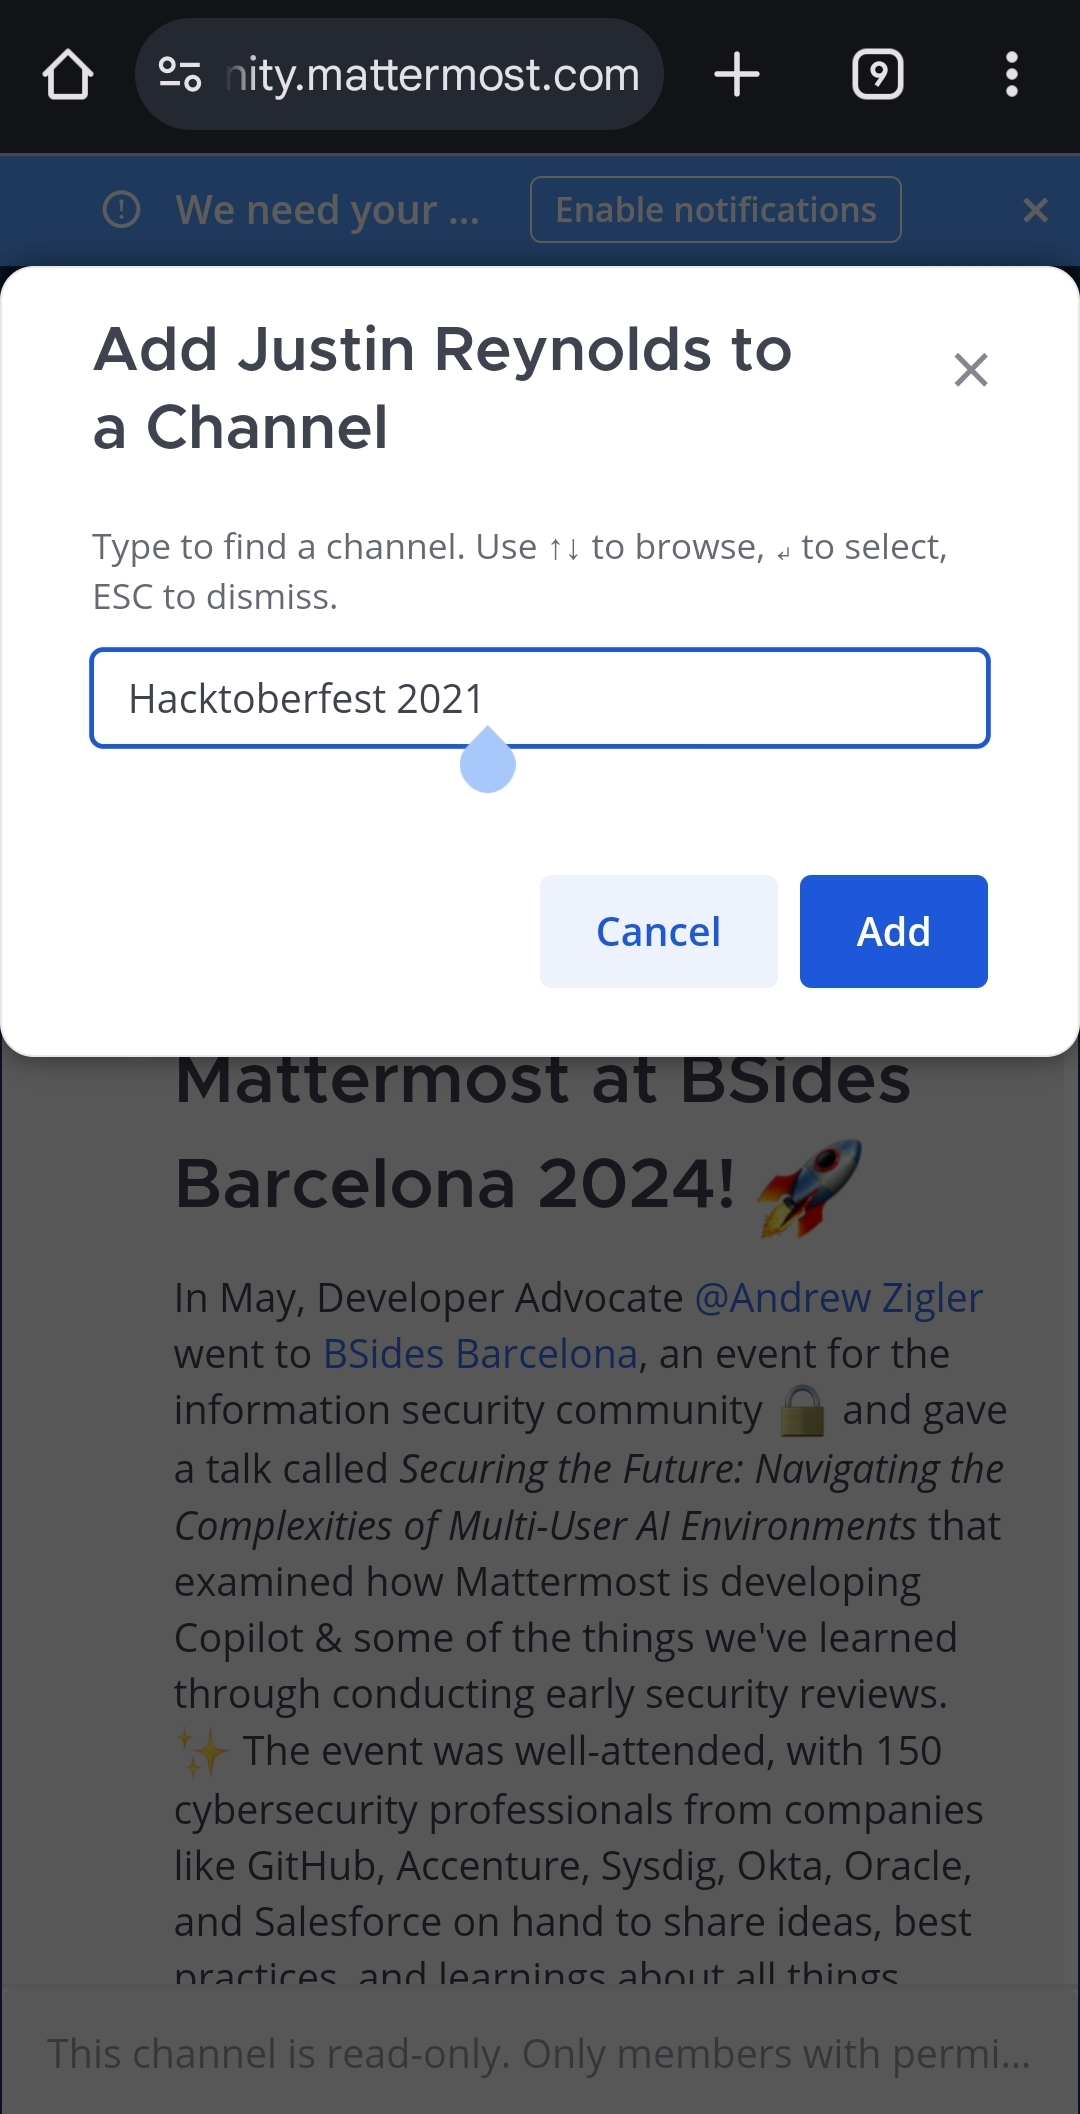 nity.mattermost.com
9
We need your ...
Enable notifications
Add Justin Reynolds to
a Channel
Type to find a channel. Use ↑↓ to browse, ↲ to select,
ESC to dismiss.
Hacktoberfest 2021
Cancel
Add
Mattermost at BSides
Barcelona 2024! 🚀
In May, Developer Advocate @Andrew Zigler
went to BSides Barcelona, an event for the
information security community 🔒 and gave
a talk called Securing the Future: Navigating the
Complexities of Multi-User AI Environments that
examined how Mattermost is developing
Copilot & some of the things we've learned
through conducting early security reviews.
✨ The event was well-attended, with 150
cybersecurity professionals from companies
like GitHub, Accenture, Sysdig, Okta, Oracle,
and Salesforce on hand to share ideas, best
practices, and learnings about all things
This channel is read-only. Only members with permi...